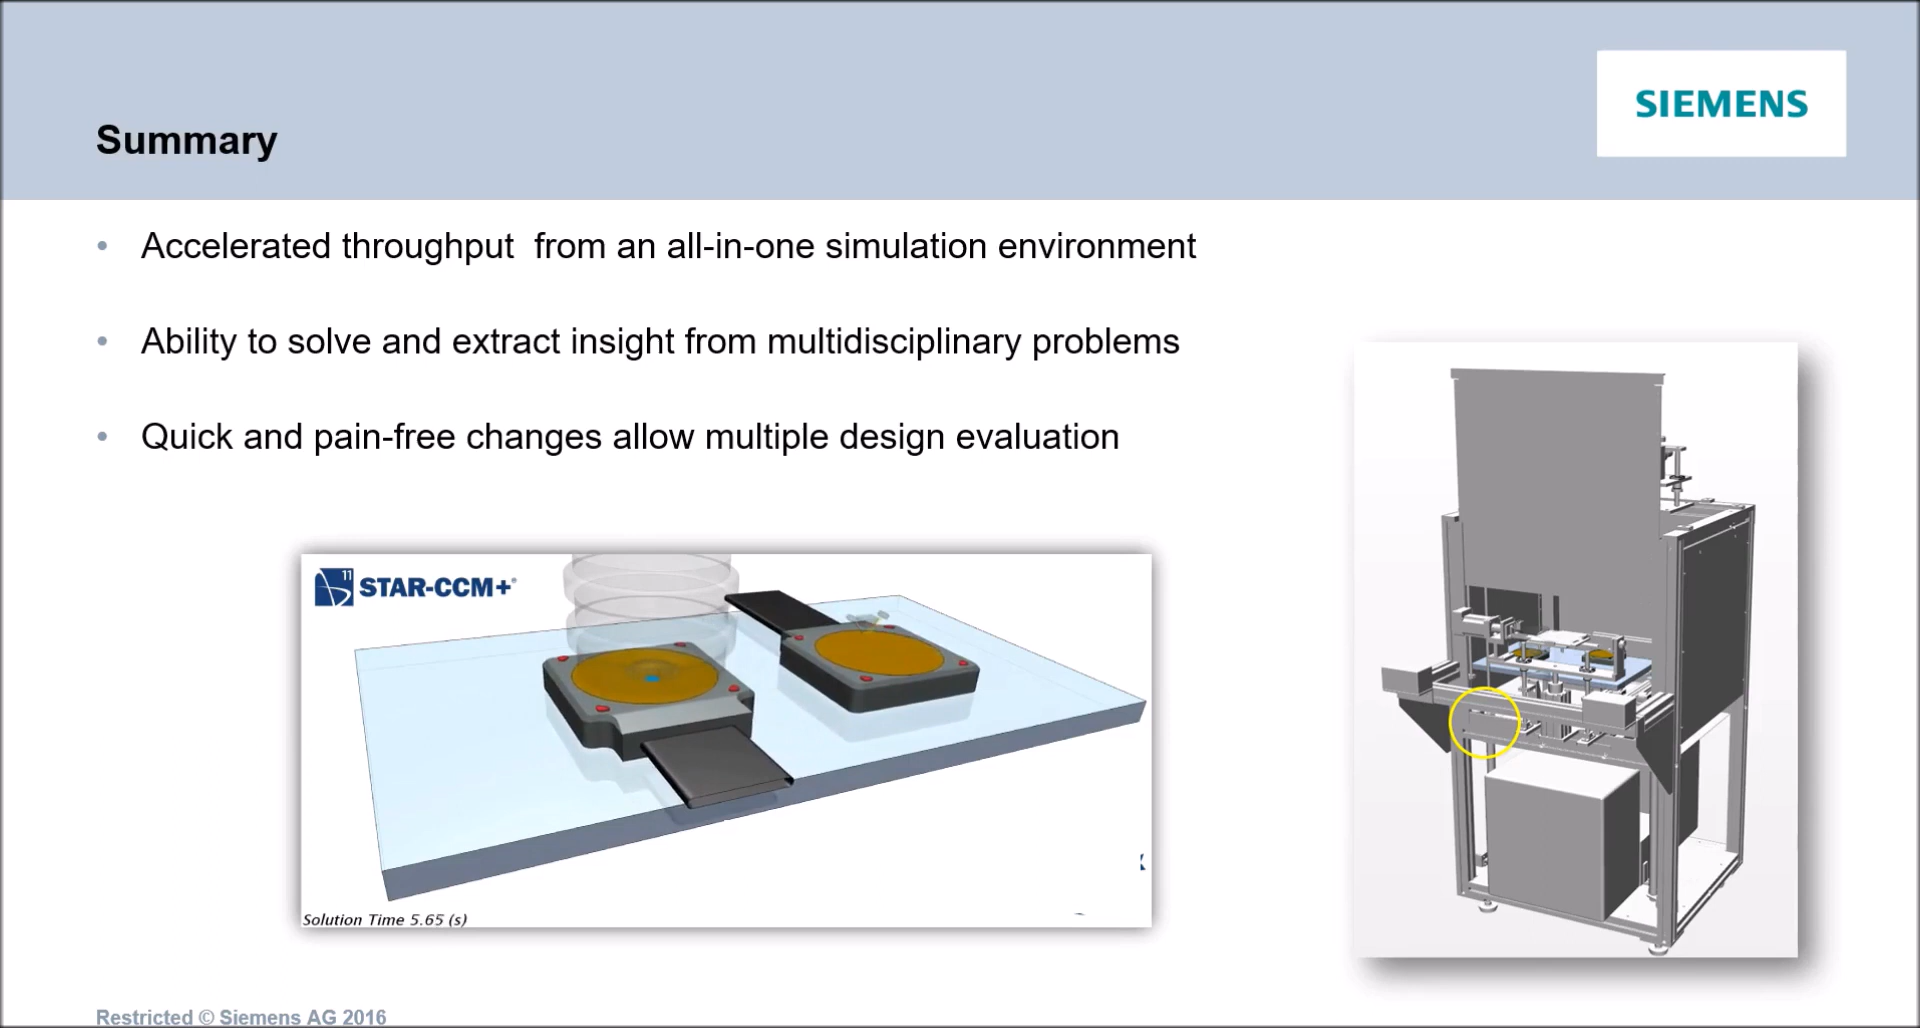 SIEMENS
Summary
• Accelerated throughput  from an all-in-one simulation environment
• Ability to solve and extract insight from multidisciplinary problems
• Quick and pain-free changes allow multiple design evaluation
11
STAR-CCM+®
Solution Time 5.65 (s)
Restricted © Siemens AG 2016